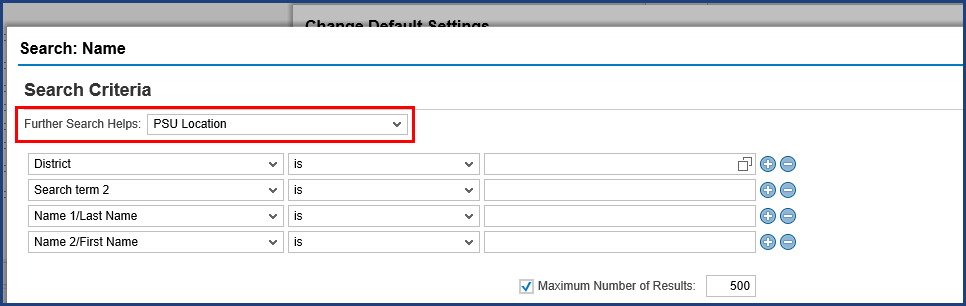 Change Default Settings
Search: Name
Search Criteria
Further Search Helps: PSU Location
District is
Search term 2 is
Name 1/Last Name is
Name 2/First Name is
Maximum Number of Results: 500